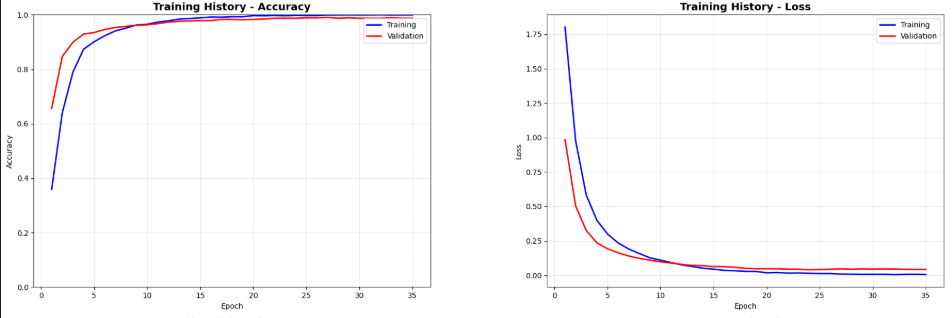 Training History - Accuracy
1.0
0.8
0.6
0.4
0.2
0.0
Accuracy
0 5 10 15 20 25 30 35
Epoch
Training
Validation
Training History - Loss
1.75
1.50
1.25
1.00
0.75
0.50
0.25
0.00
Loss
0 5 10 15 20 25 30 35
Epoch
Training
Validation